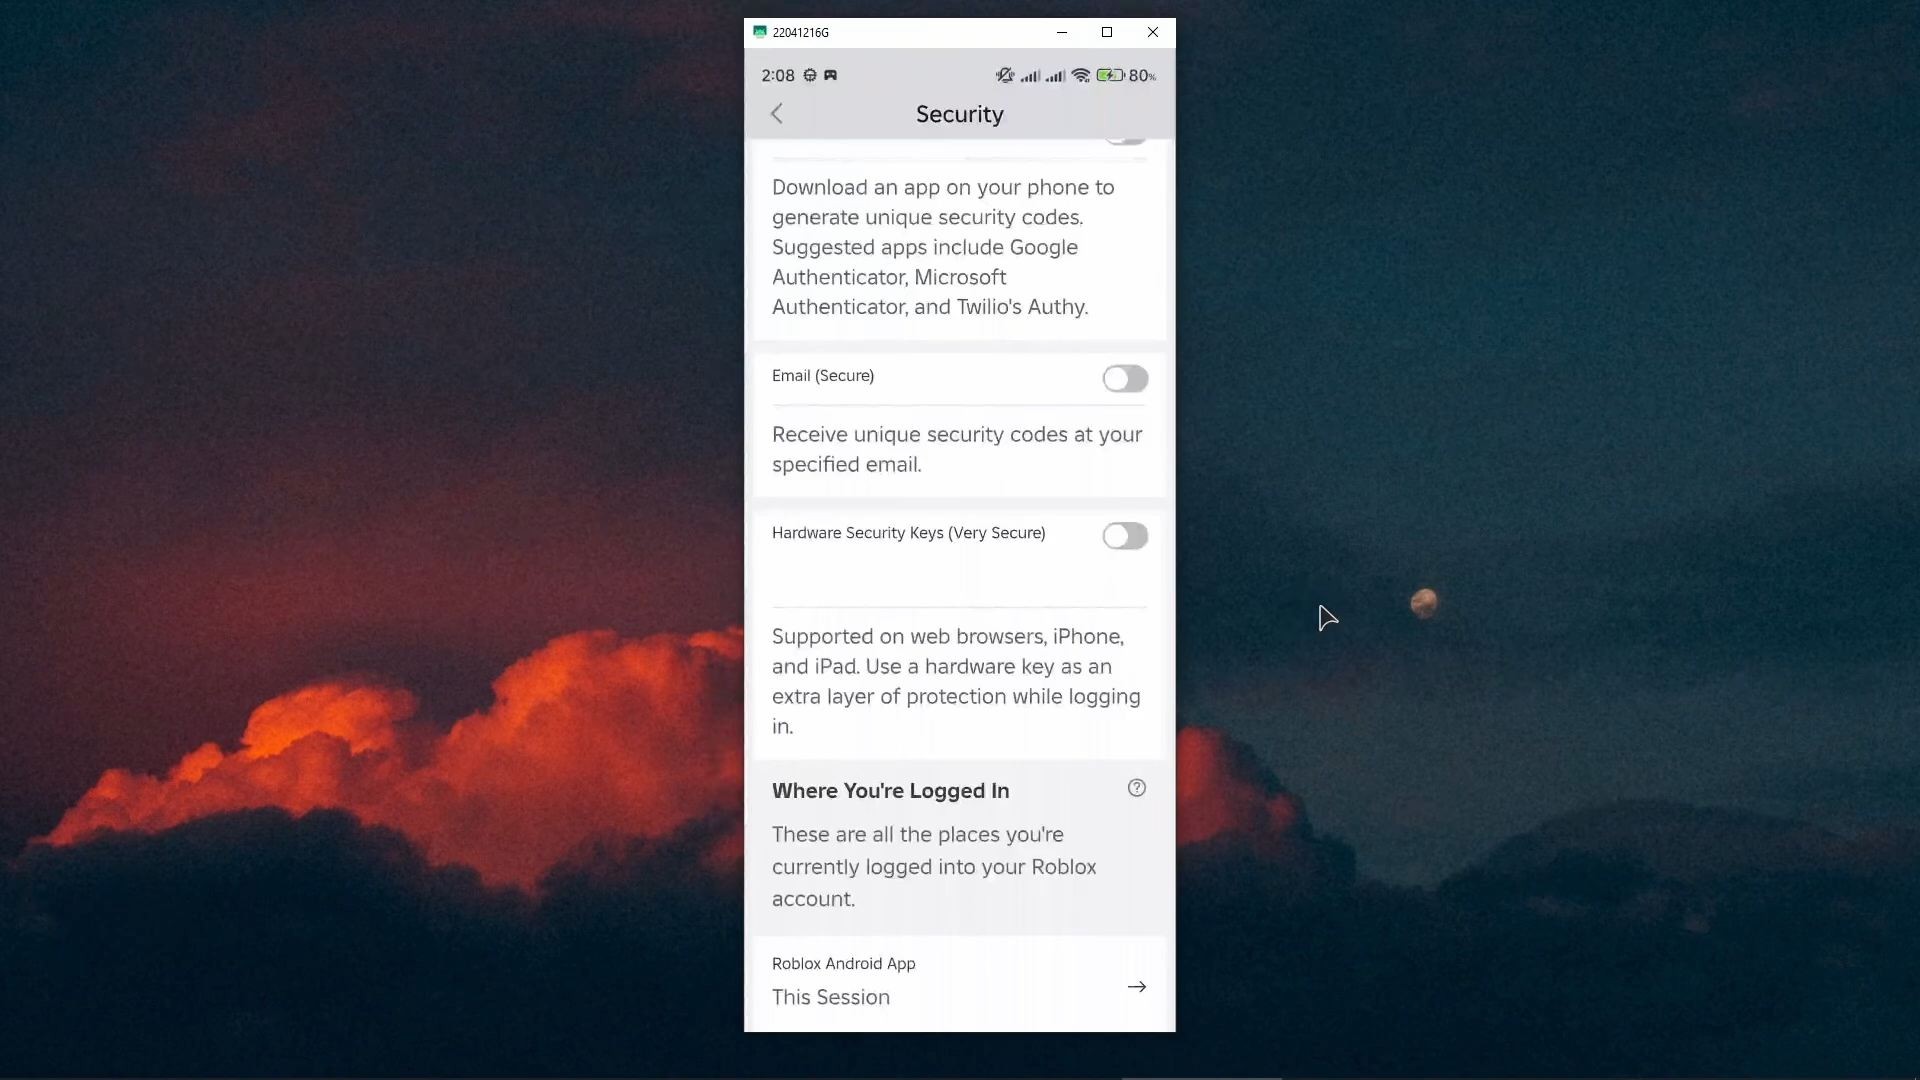 22041216G
2:08
80%
Security
Download an app on your phone to
generate unique security codes.
Suggested apps include Google
Authenticator, Microsoft
Authenticator, and Twilio's Authy.
Email (Secure)
Receive unique security codes at your
specified email.
Hardware Security Keys (Very Secure)
Supported on web browsers, iPhone,
and iPad. Use a hardware key as an
extra layer of protection while logging
in.
Where You're Logged In
These are all the places you're
currently logged into your Roblox
account.
Roblox Android App
This Session